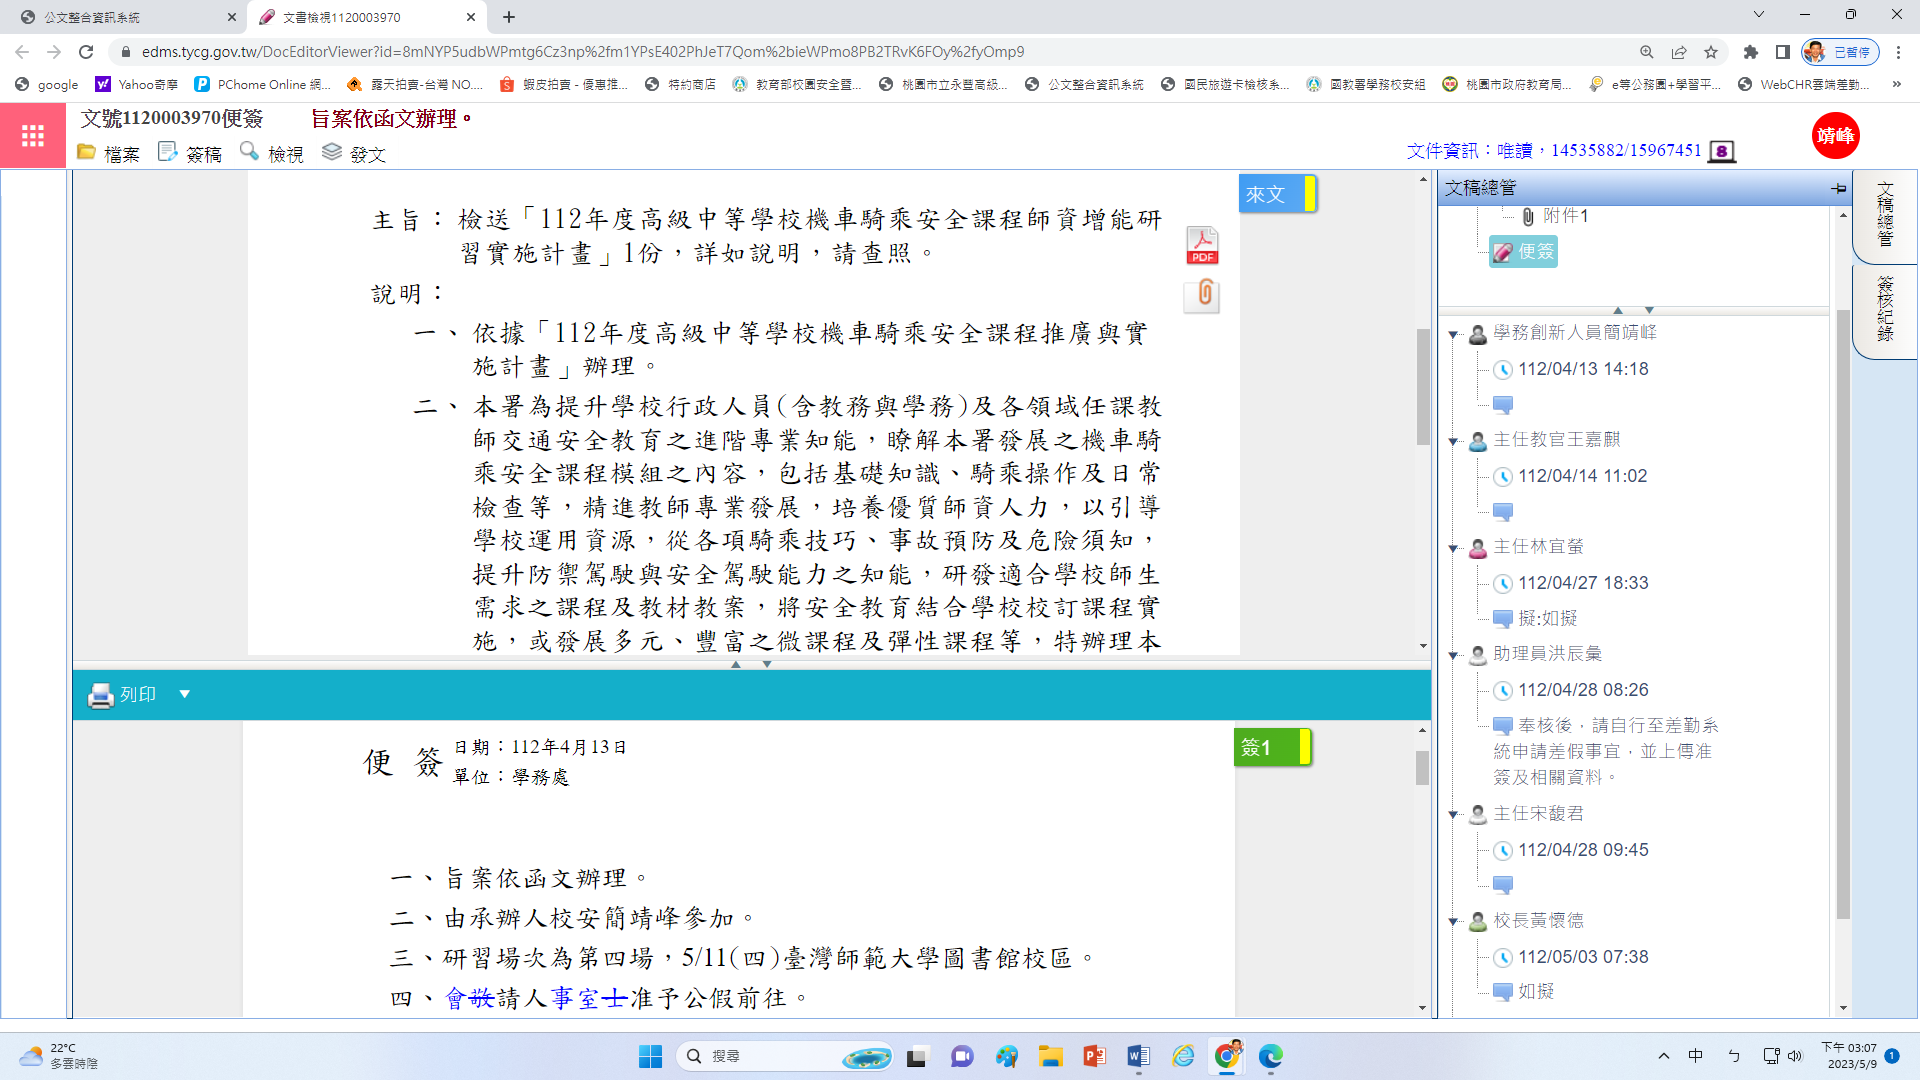 公文整合資訊系統
文書檢視1120003970
edms.tycg.gov.tw/DocEditorViewer?id=8mNYP5udbWPmtg6Cz3np%2fm1YPsE402PhJeT7Qom%2bieWPmo8PB2TRvK6FOy%2fyOmp9
已暫停
google
Yahoo奇摩
PChome Online 網...
露天拍賣-台灣 NO....
蝦皮拍賣 - 優惠推...
特約商店
教育部校園安全暨...
桃園市立永豐高級...
公文整合資訊系統
國民旅遊卡檢核系...
國教署學務校安組
桃園市政府教育局...
e等公務園+學習平...
WebCHR雲端差勤...
»
文號1120003970便簽 旨案依函文辦理。
檔案 簽稿 檢視 發文
文件資訊：唯讀，14535882/15967451
8
靖峰
來文
主旨：檢送「112年度高級中等學校機車騎乘安全課程師資增能研
習實施計畫」1份，詳如說明，請查照。
PDF
說明：
一、依據「112年度高級中等學校機車騎乘安全課程推廣與實
施計畫」辦理。
二、本署為提升學校行政人員(含教務與學務)及各領域任課教
師交通安全教育之進階專業知能，瞭解本署發展之機車騎
乘安全課程模組之內容，包括基礎知識、騎乘操作及日常
檢查等，精進教師專業發展，培養優質師資人力，以引導
學校運用資源，從各項騎乘技巧、事故預防及危險須知，
提升防禦駕駛與安全駕駛能力之知能，研發適合學校師生
需求之課程及教材教案，將安全教育結合學校校訂課程實
施，或發展多元、豐富之微課程及彈性課程等，特辦理本
列印
簽1
便 簽
日期：112年4月13日
單位：學務處
一、旨案依函文辦理。
二、由承辦人校安簡靖峰參加。
三、研習場次為第四場，5/11(四)臺灣師範大學圖書館校區。
四、會敬請人事室士准予公假前往。
文稿總管
附件1
便簽
學務創新人員簡靖峰
112/04/13 14:18
主任教官王嘉麒
112/04/14 11:02
主任林宜螢
112/04/27 18:33
擬:如擬
助理員洪辰彙
112/04/28 08:26
奉核後，請自行至差勤系
統申請差假事宜，並上傳准
簽及相關資料。
主任宋馥君
112/04/28 09:45
校長黃懷德
112/05/03 07:38
如擬
文稿總管
簽核紀錄
22°C
多雲時陰
搜尋
中
ㄅ
下午 03:07
2023/5/9
1